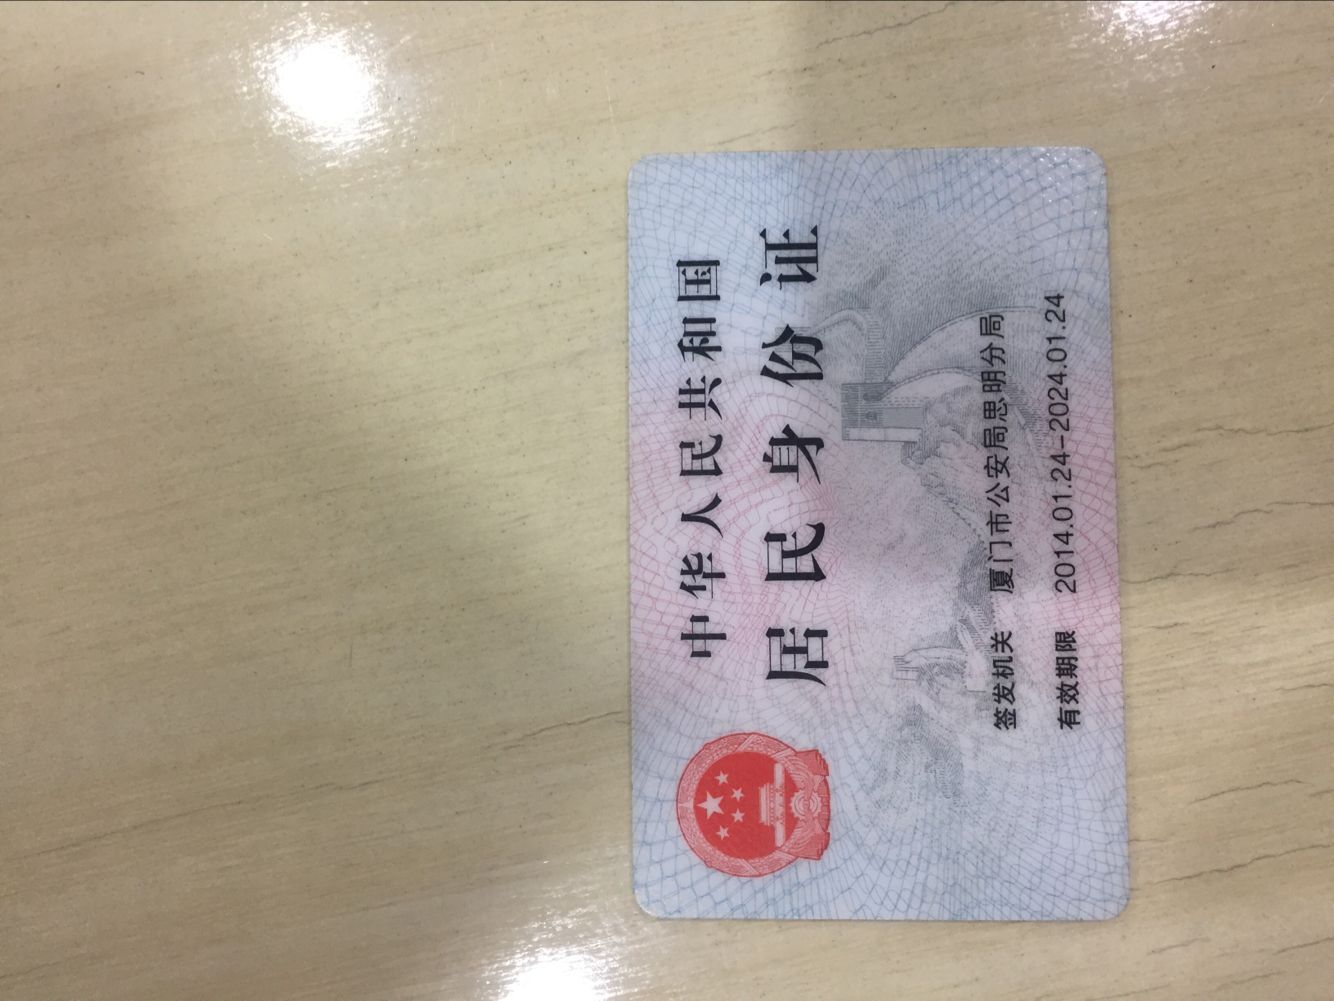 中华人民共和国
居民身份证
签发机关 厦门市公安局思明分局
有效期限 2014.01.24-2024.01.24